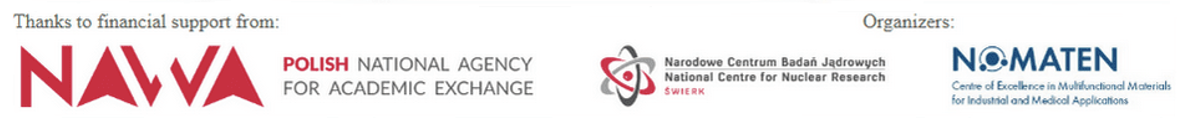 Thanks to financial support from:
Organizers:
NAWA
POLISH NATIONAL AGENCY
FOR ACADEMIC EXCHANGE
Narodowe Centrum Badań Jądrowych
National Centre for Nuclear Research
ŚWIERK
NOMATEN
Centre of Excellence in Multifunctional Materials
for Industrial and Medical Applications